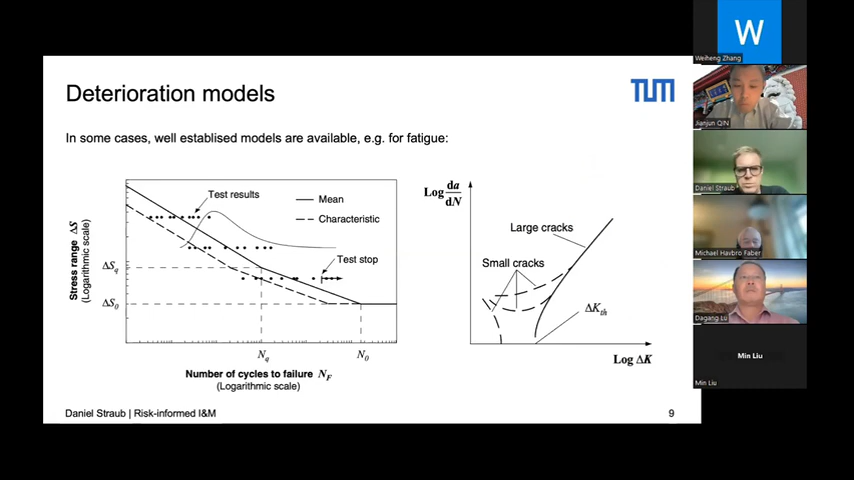 Deterioration models
TUM
In some cases, well establised models are available, e.g. for fatigue:
Test results
Mean
Characteristic
Test stop
Stress range ΔS
(Logarithmic scale)
ΔS_q
ΔS_0
N_q
N_0
Number of cycles to failure N_F
(Logarithmic scale)
Log da/dN
Large cracks
Small cracks
ΔK_th
Log ΔK
Daniel Straub | Risk-informed I&M
9
W
Weiheng Zhang
Jianjun QIN
Daniel Straub
Michael Havbro Faber
Dagang Lu
Min Liu
Min Liu